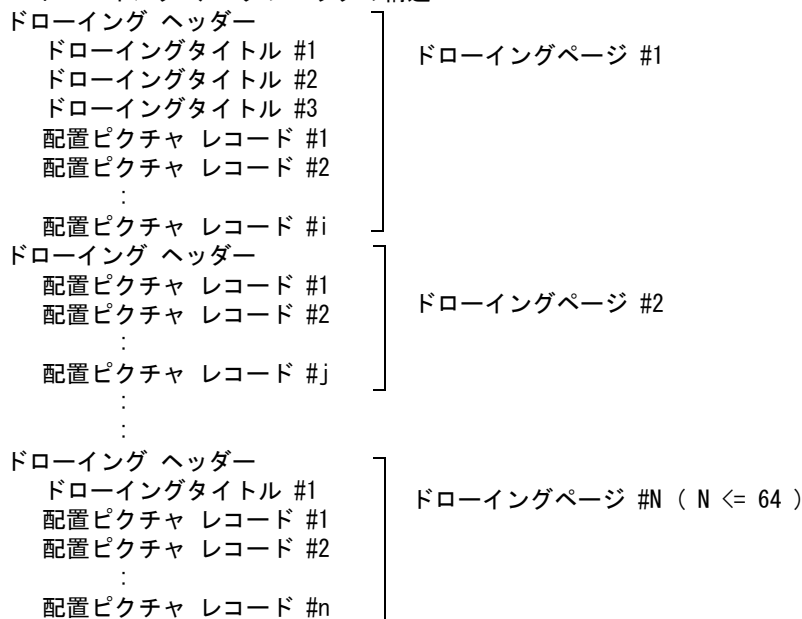 ドローイング ヘッダー
ドローイングタイトル #1
ドローイングページ #1
ドローイングタイトル #2
ドローイングタイトル #3
配置ピクチャ レコード #1
配置ピクチャ レコード #2
:
配置ピクチャ レコード #i
ドローイング ヘッダー
配置ピクチャ レコード #1
配置ピクチャ レコード #2
ドローイングページ #2
:
配置ピクチャ レコード #j
:
:
ドローイング ヘッダー
ドローイングタイトル #1
ドローイングページ #N ( N <= 64 )
配置ピクチャ レコード #1
配置ピクチャ レコード #2
:
配置ピクチャ レコード #n